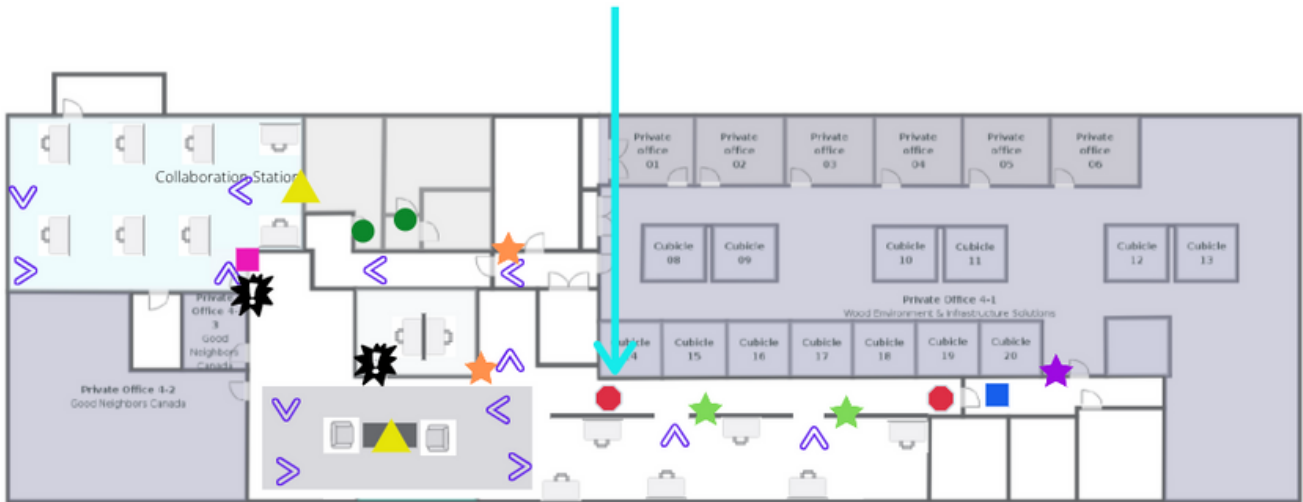 Private
office
01
Private
office
02
Private
office
03
Private
office
04
Private
office
05
Private
office
06
Collaboration Station
Cubicle
08
Cubicle
09
Cubicle
10
Cubicle
11
Cubicle
12
Cubicle
13
Private
Office 4-
3
Good
Neighbors
Canada
Private Office 4-1
Wood Environment & Infrastructure Solutions
4
Cubicle
15
Cubicle
16
Cubicle
17
Cubicle
18
Cubicle
19
Cubicle
20
Private Office 4-2
Good Neighbors Canada
!
!